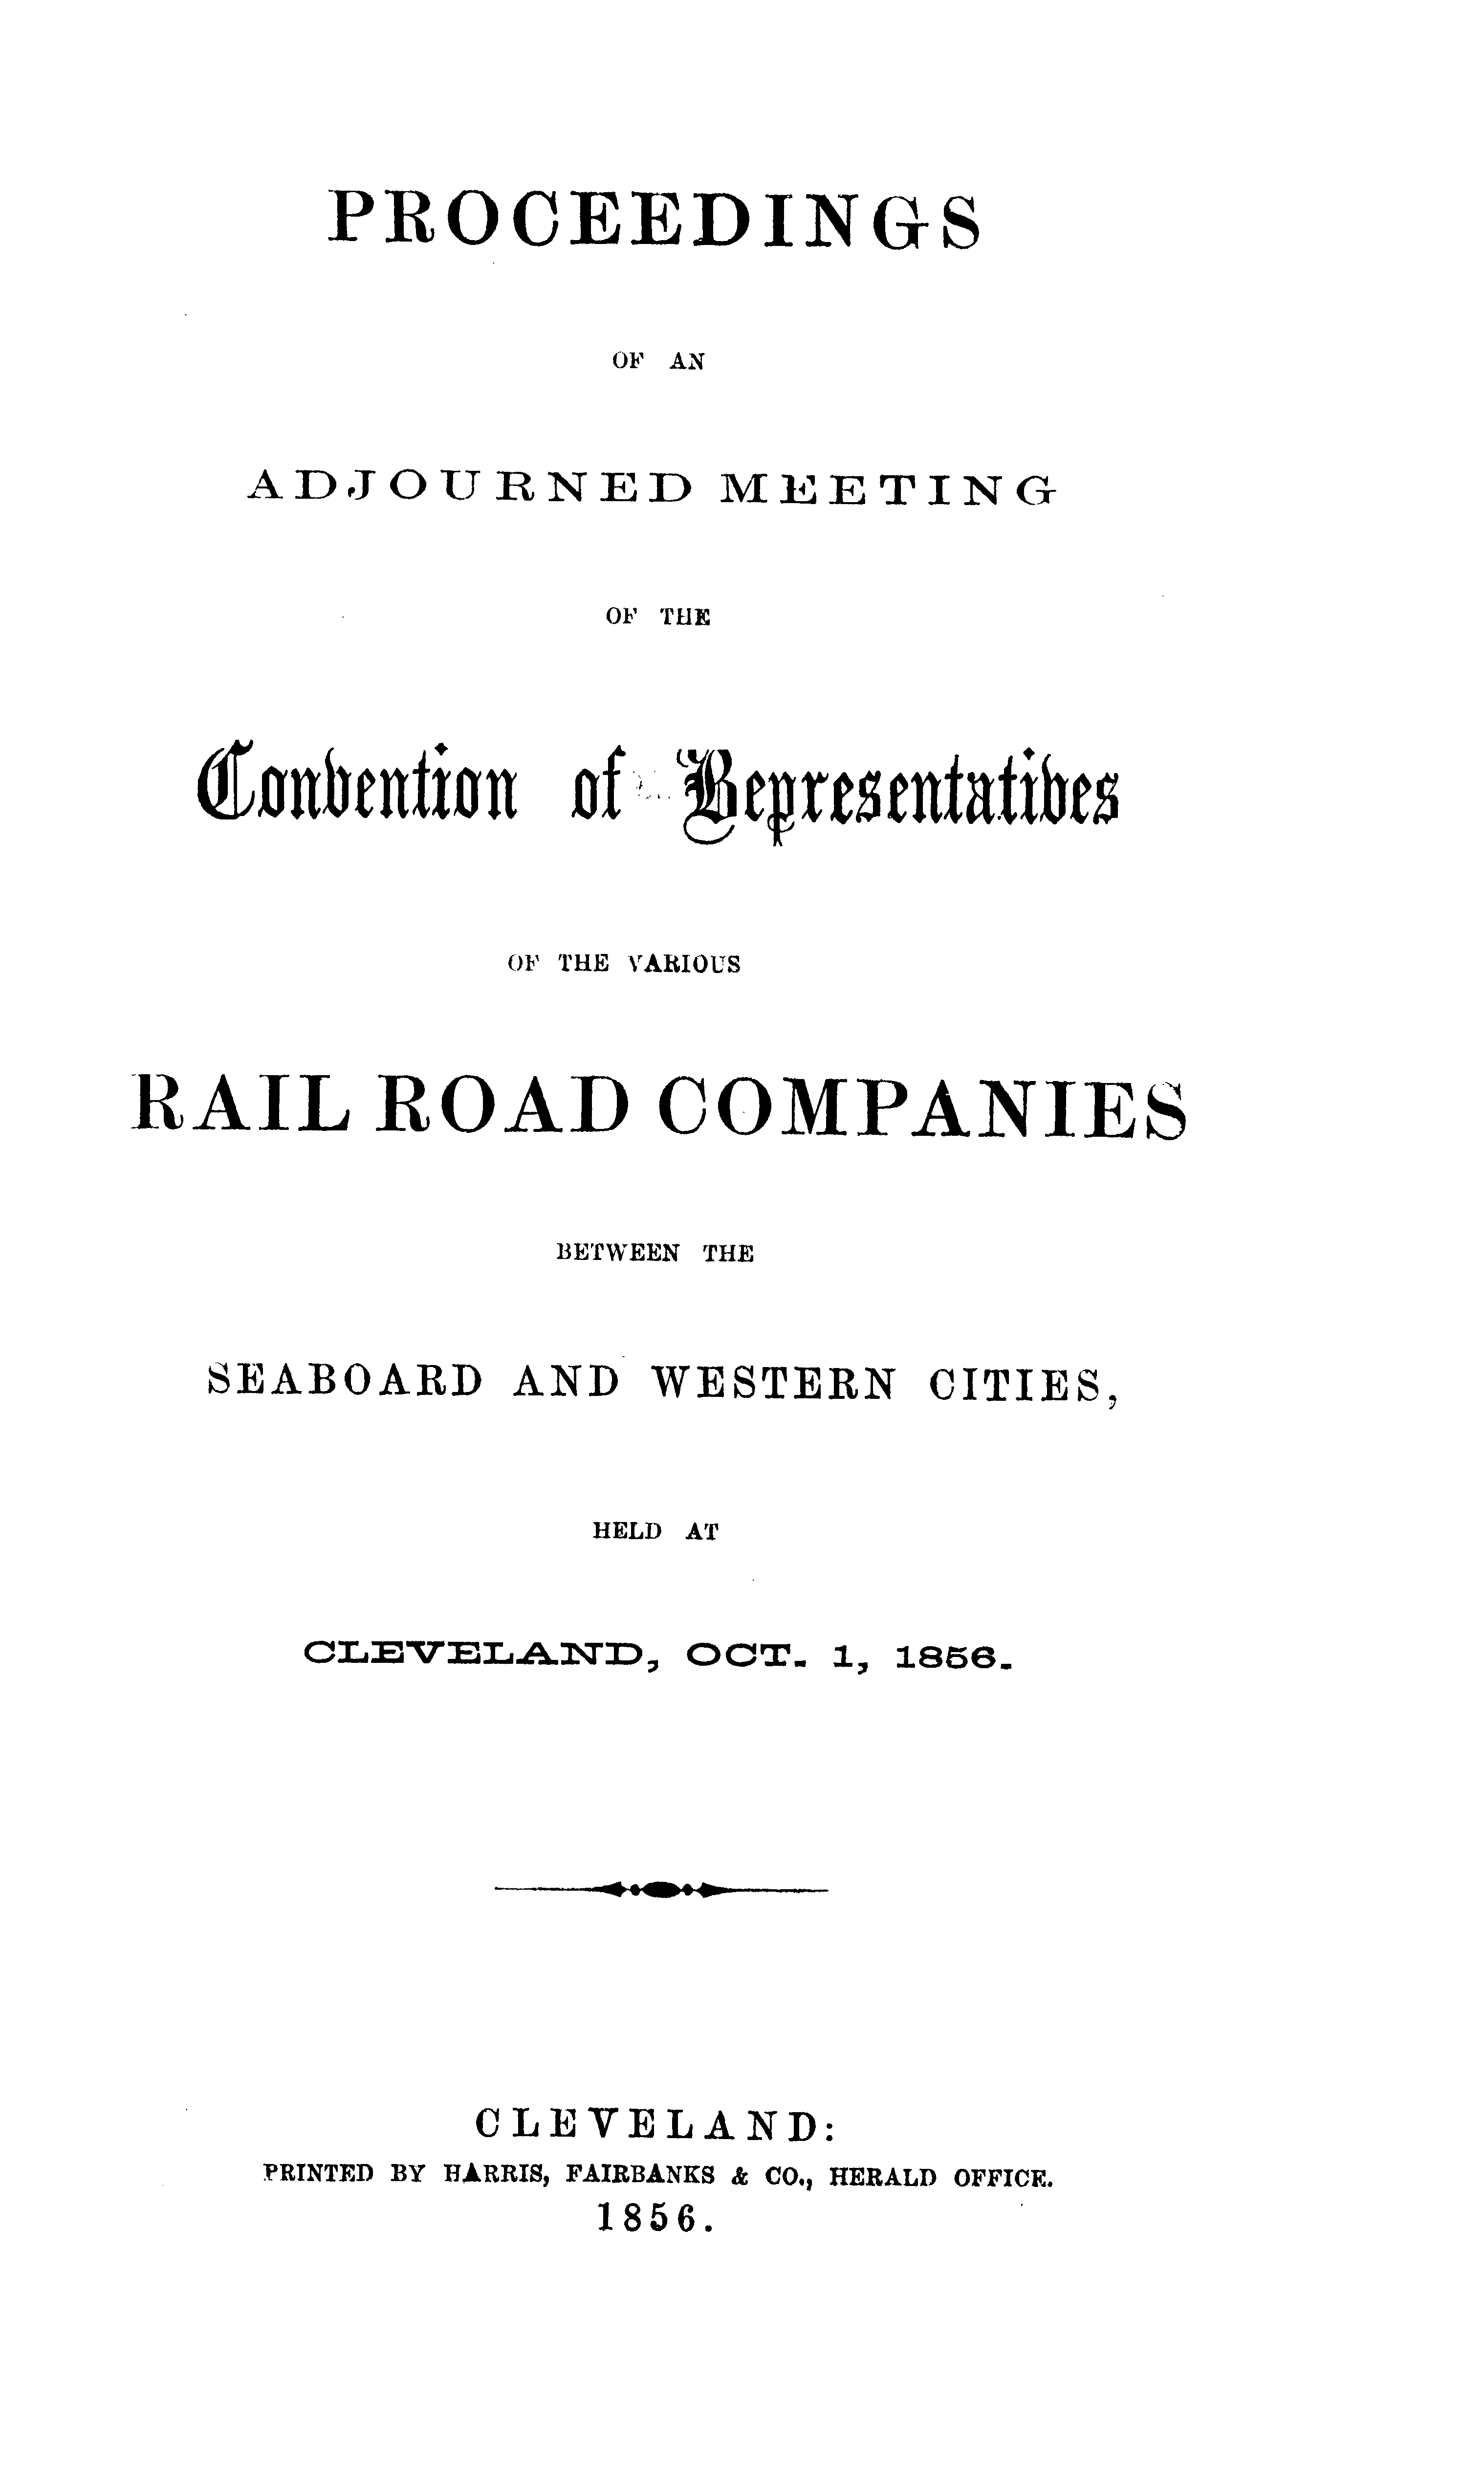 PROCEEDINGS
OF AN
ADJOURNED MEETING
OF THE
Convention of Representatives
OF THE VARIOUS
RAIL ROAD COMPANIES
BETWEEN THE
SEABOARD AND WESTERN CITIES,
HELD AT
CLEVELAND, OCT. 1, 1856.
CLEVELAND:
PRINTED BY HARRIS, FAIRBANKS & CO., HERALD OFFICE.
1856.